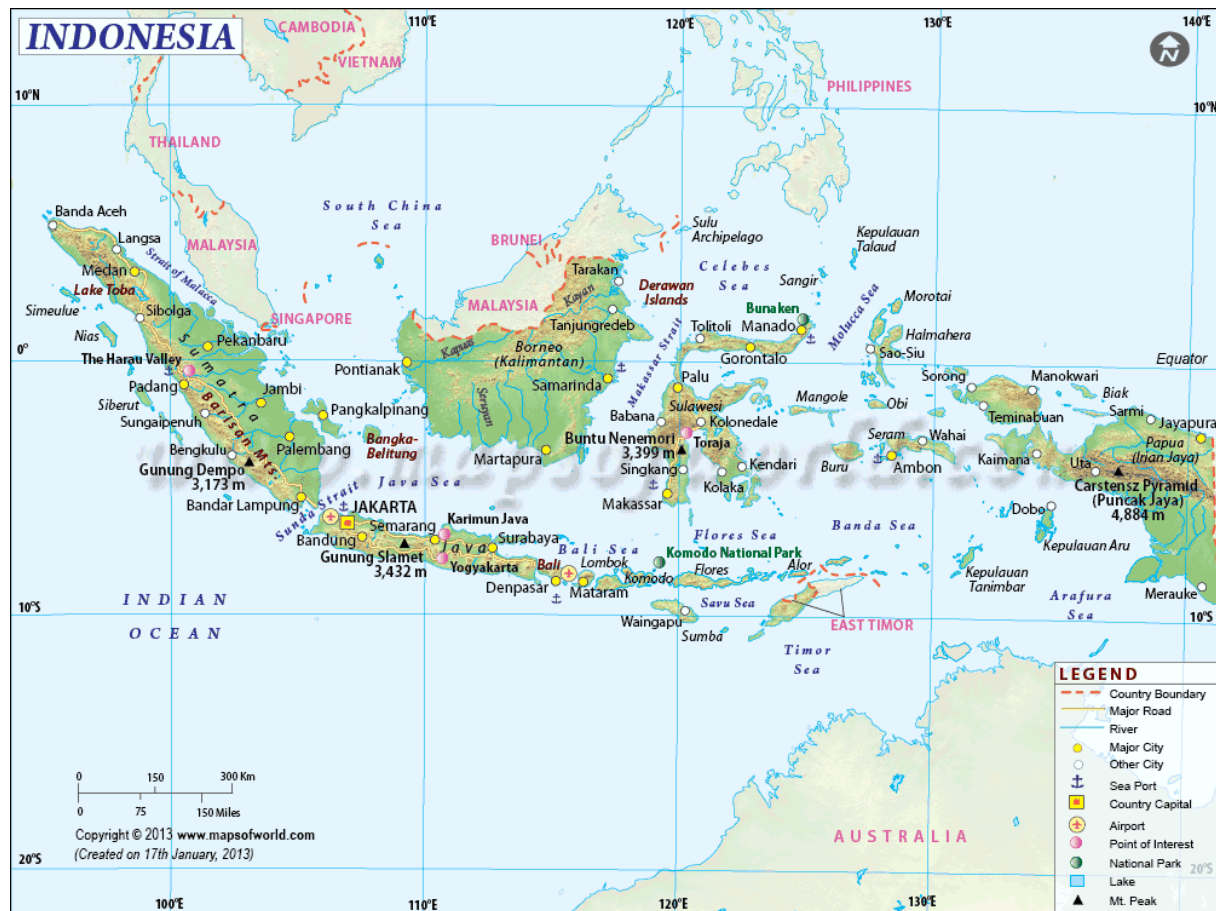 INDONESIA
110°E
120°E
130°E
140°E
CAMBODIA
VIETNAM
N
PHILIPPINES
10°N
10°N
THAILAND
Banda Aceh
South China
Sea
Langsa
Strait of Malacca
MALAYSIA
BRUNEI
Sulu
Archipelago
Kepulauan
Talaud
Medan
Lake Toba
Tarakan
Celebes
Sea
Sangir
Simeulue
Sibolga
Kayan
Derawan
Islands
Morotai
Nias
SINGAPORE
MALAYSIA
Tanjungredeb
Bunaken
Molucca Sea
Pekanbaru
Kapuas
Borneo
(Kalimantan)
Makassar Strait
Tolitoli
Manado
Halmahera
The Harau Valley
0°
Sumatra
Pontianak
Gorontalo
Sao-Siu
Equator
Padang
Jambi
Samarinda
Palu
Sorong
Manokwari
Siberut
Barisan Mts.
Pangkalpinang
Seruyan
Babana
Sulawesi
Mangole
Obi
Biak
Sungaipenuh
Kolonedale
Teminabuan
Sarmi
Jayapura
Bengkulu
Palembang
Bangka-
Belitung
Buntu Nenemori
3,399 m
Toraja
Seram
Wahai
Papua
(Irian Jaya)
Gunung Dempo
3,173 m
Martapura
Singkang
Kendari
Buru
Ambon
Kaimana
Uta
Bandar Lampung
Java Sea
Makassar
Kolaka
Carstensz Pyramid
(Puncak Jaya)
4,884 m
Sunda Strait
JAKARTA
Semarang
Karimun Java
Dobo
Bandung
Java
Surabaya
Bali Sea
Flores Sea
Banda Sea
Kepulauan Aru
Gunung Slamet
3,432 m
Yogyakarta
Bali
Lombok
Komodo National Park
Komodo
Flores
Alor
Kepulauan
Tanimbar
Denpasar
Mataram
Savu Sea
Arafura
Sea
Merauke
INDIAN
OCEAN
10°S
Waingapu
Sumba
EAST TIMOR
10°S
Timor
Sea
LEGEND
Country Boundary
Major Road
River
Major City
Other City
Sea Port
Country Capital
Airport
Point of Interest
National Park
Lake
Mt. Peak
0 150 300 Km
0 75 150 Miles
Copyright © 2013 www.mapsofworld.com
(Created on 17th January, 2013)
AUSTRALIA
20°S
20°S
100°E
110°E
120°E
130°E